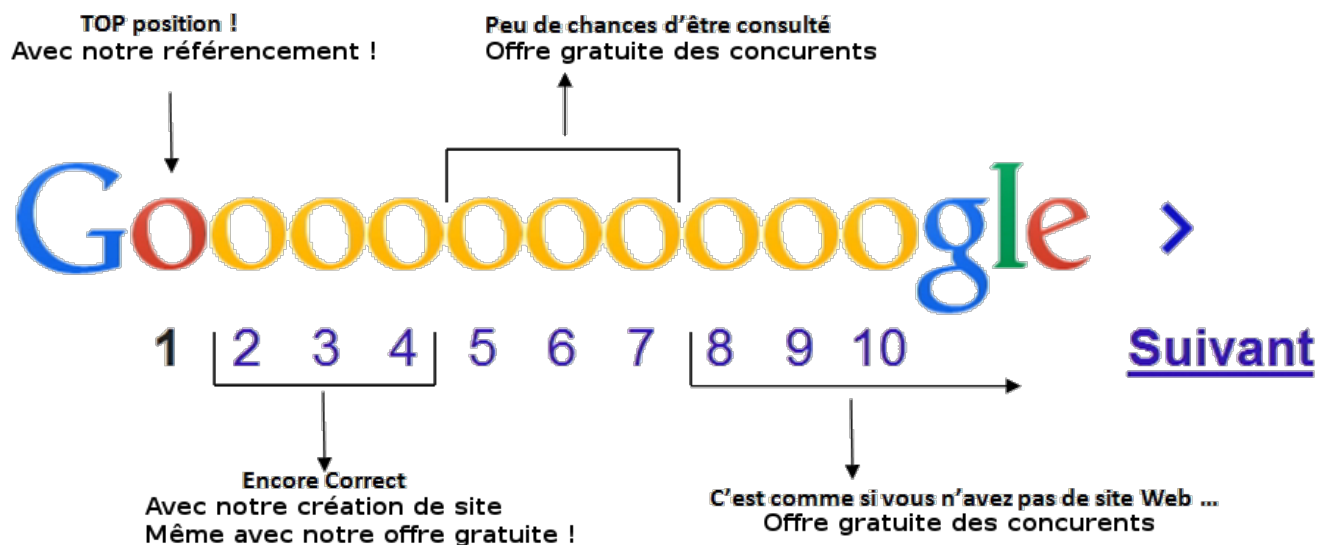 TOP position !
Avec notre référencement !
Peu de chances d'être consulté
Offre gratuite des concurents
Goooooooooogle >
1 2 3 4 5 6 7 8 9 10 Suivant
Encore Correct
Avec notre création de site
Même avec notre offre gratuite !
C'est comme si vous n'avez pas de site Web ...
Offre gratuite des concurents